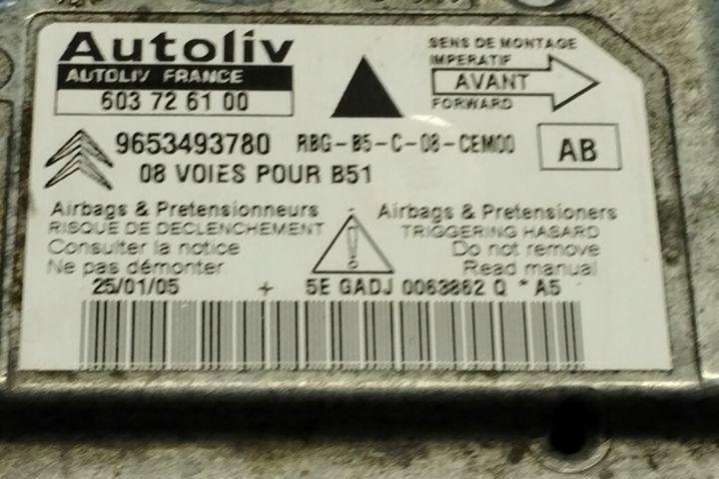 Autoliv
AUTOLIV FRANCE
603 72 61 00
SENS DE MONTAGE
IMPERATIF
AVANT
FORWARD
9653493780 RBG-B5-C-08-CEM00
AB
08 VOIES POUR B51
Airbags & Pretensionneurs
RISQUE DE DECLENCHEMENT
Consulter la notice
Ne pas démonter
!
Airbags & Pretensioners
TRIGGERING HASARD
Do not remove
Read manual
25/01/05 + 5E GADJ 0063862 Q * A5